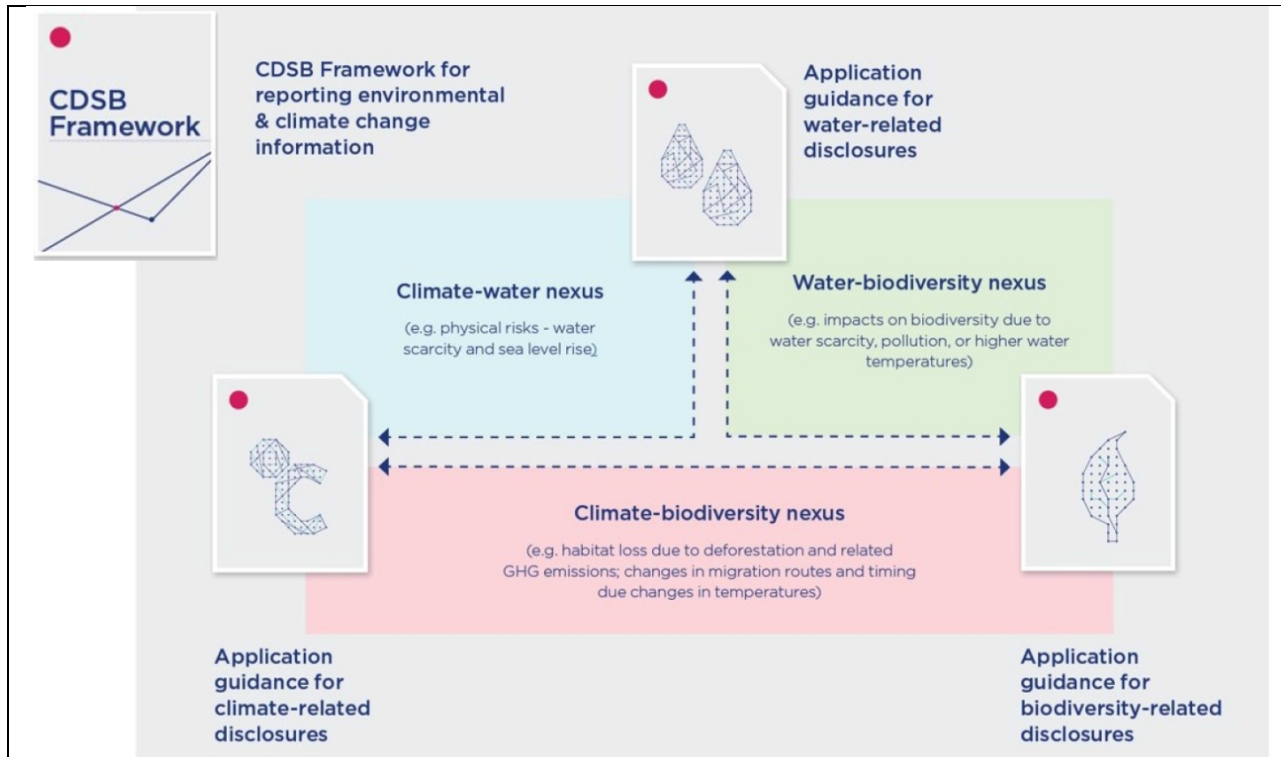 CDSB
Framework
CDSB Framework for
reporting environmental
& climate change
information
Application
guidance for
water-related
disclosures
Climate-water nexus
(e.g. physical risks - water
scarcity and sea level rise)
Water-biodiversity nexus
(e.g. impacts on biodiversity due to
water scarcity, pollution, or higher water
temperatures)
°C
Climate-biodiversity nexus
(e.g. habitat loss due to deforestation and related
GHG emissions; changes in migration routes and timing
due changes in temperatures)
Application
guidance for
climate-related
disclosures
Application
guidance for
biodiversity-related
disclosures